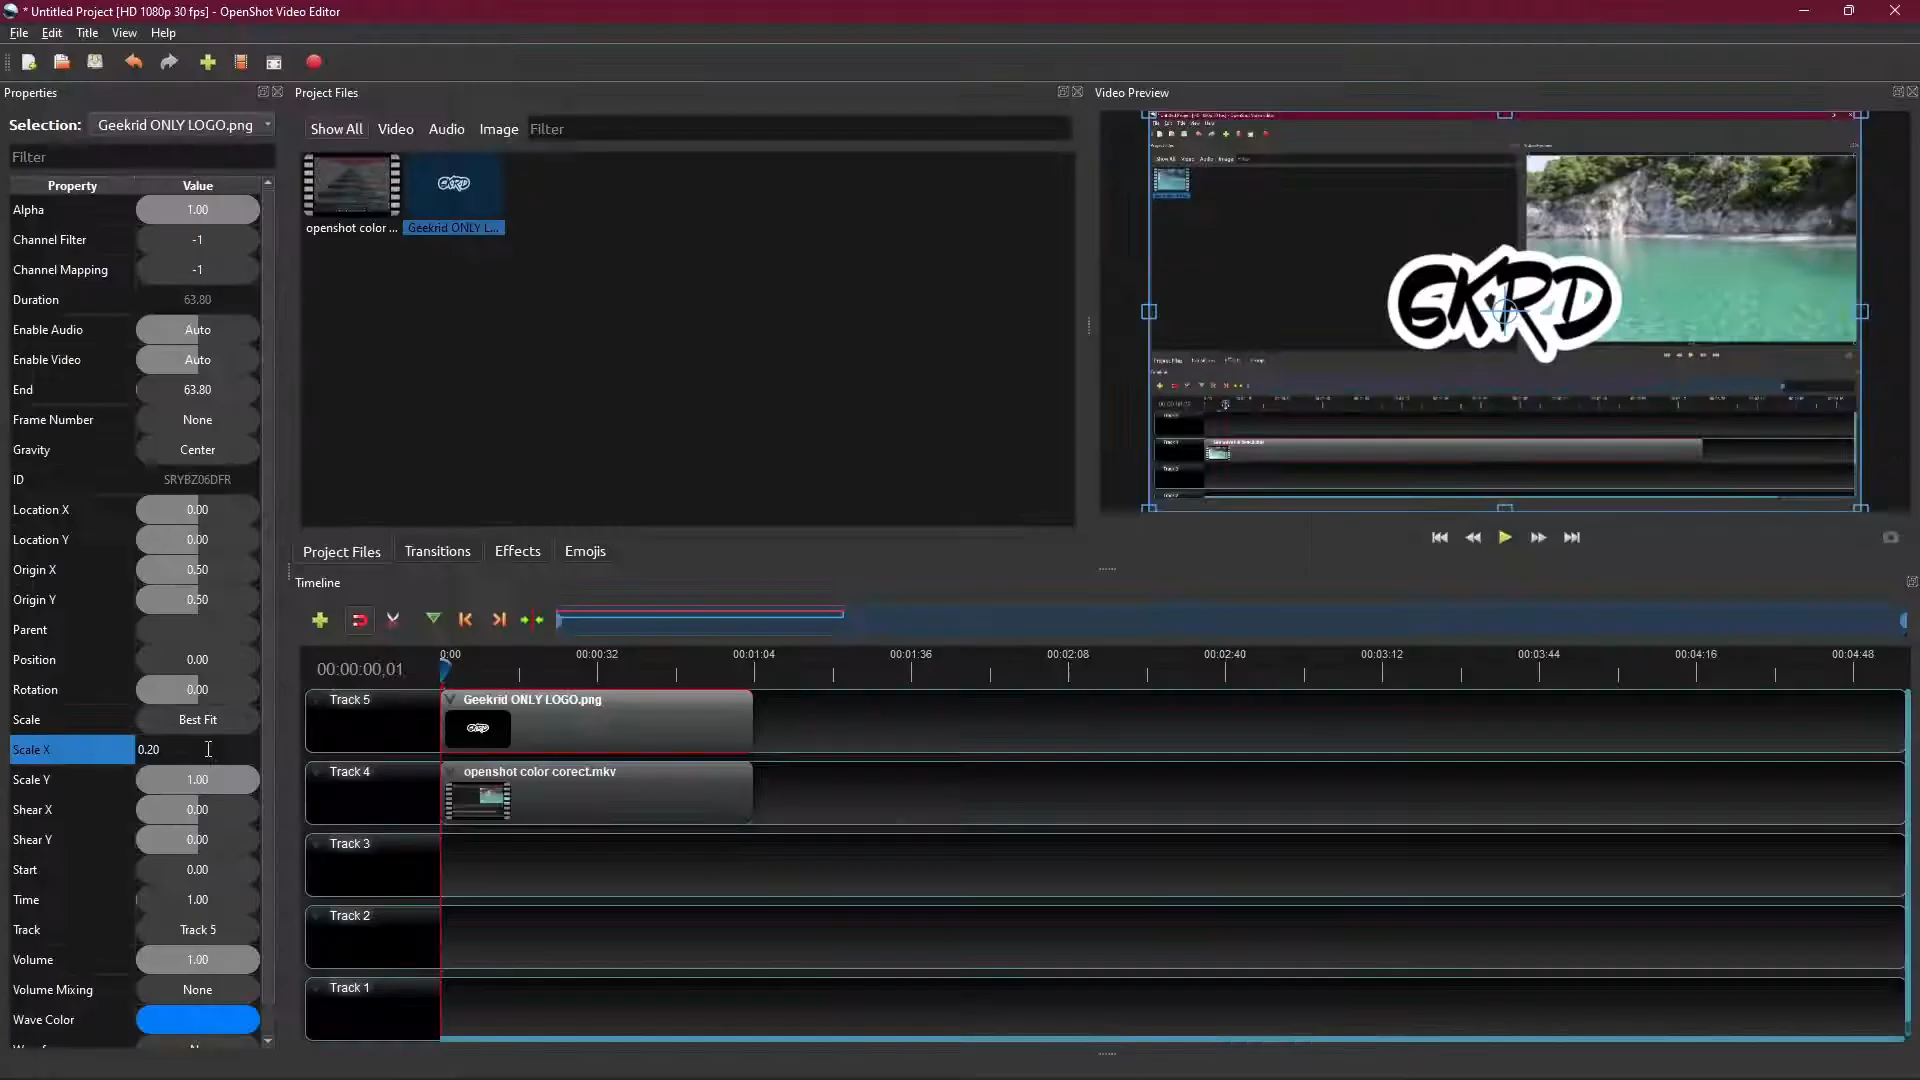 * Untitled Project [HD 1080p 30 fps] - OpenShot Video Editor
File Edit Title View Help
Properties
Project Files
Video Preview
Selection: Geekrid ONLY LOGO.png
Show All Video Audio Image Filter
Filter
Property Value
Alpha 1.00
Channel Filter -1
Channel Mapping -1
Duration 63.80
Enable Audio Auto
Enable Video Auto
End 63.80
Frame Number None
Gravity Center
ID SRYBZ06DFR
Location X 0.00
Location Y 0.00
Origin X 0.50
Origin Y 0.50
Parent
Position 0.00
Rotation 0.00
Scale Best Fit
Scale X 0.20
Scale Y 1.00
Shear X 0.00
Shear Y 0.00
Start 0.00
Time 1.00
Track Track 5
Volume 1.00
Volume Mixing None
Wave Color
GKRD
openshot color ...
Geekrid ONLY L...
GKRD
Project Files Transitions Effects Emojis
Timeline
00:00:00,01
0:00 00:00:32 00:01:04 00:01:36 00:02:08 00:02:40 00:03:12 00:03:44 00:04:16 00:04:48
Track 5 Geekrid ONLY LOGO.png
GKRD
Track 4 openshot color corect.mkv
Track 3
Track 2
Track 1